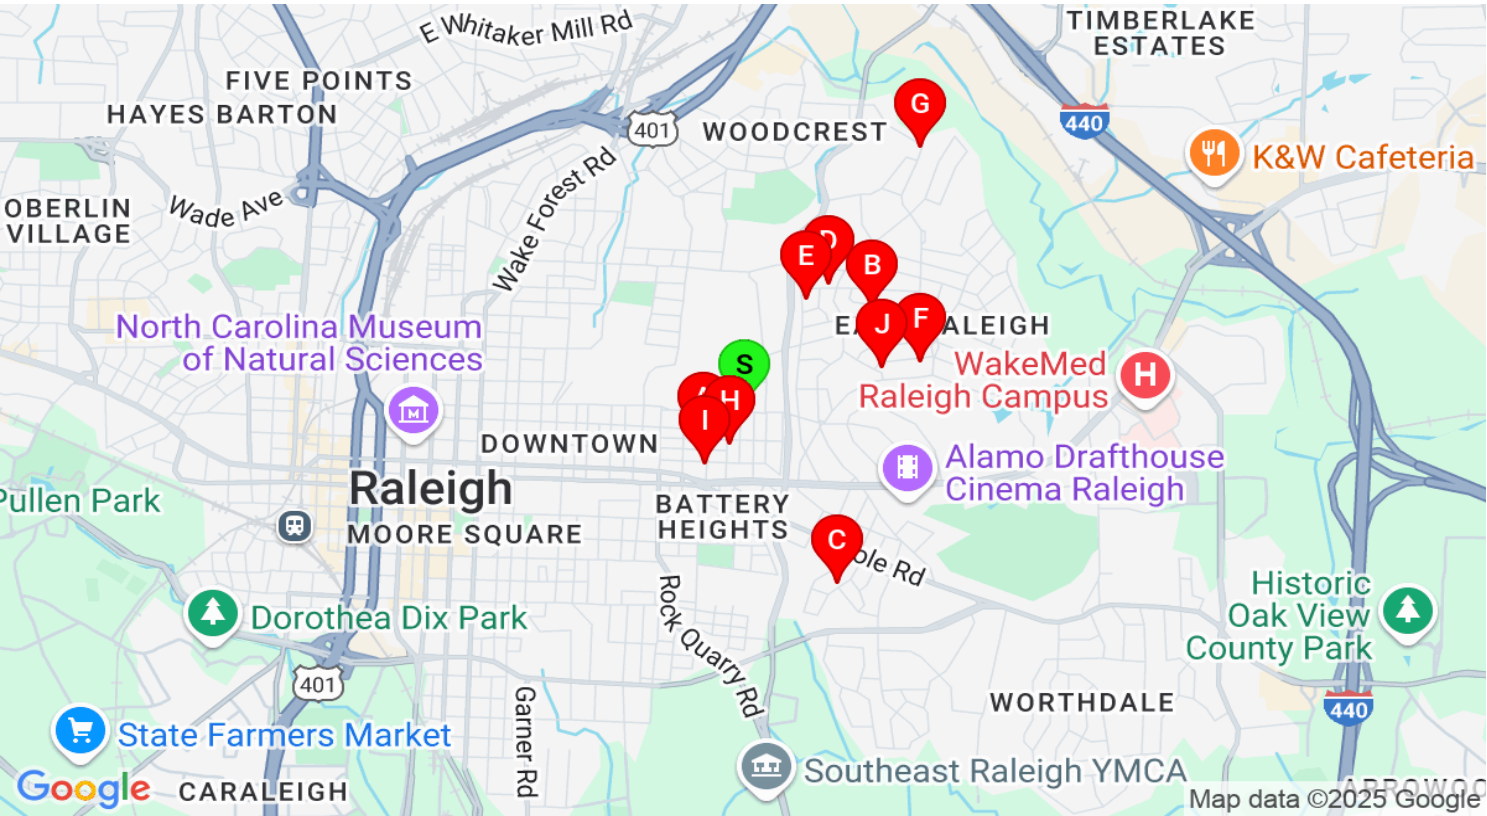 TIMBERLAKE
ESTATES
E Whitaker Mill Rd
FIVE POINTS
HAYES BARTON
G
401
WOODCREST
440
K&W Cafeteria
Wake Forest Rd
OBERLIN
VILLAGE
Wade Ave
D
E
B
North Carolina Museum
of Natural Sciences
J
F
S
WakeMed
Raleigh Campus
H
H
I
DOWNTOWN
Alamo Drafthouse
Cinema Raleigh
Raleigh
Pullen Park
BATTERY
HEIGHTS
MOORE SQUARE
C
ole Rd
Historic
Oak View
County Park
Dorothea Dix Park
Rock Quarry Rd
401
Garner Rd
WORTHDALE
440
State Farmers Market
Southeast Raleigh YMCA
Google
CARALEIGH
Map data ©2025 Google